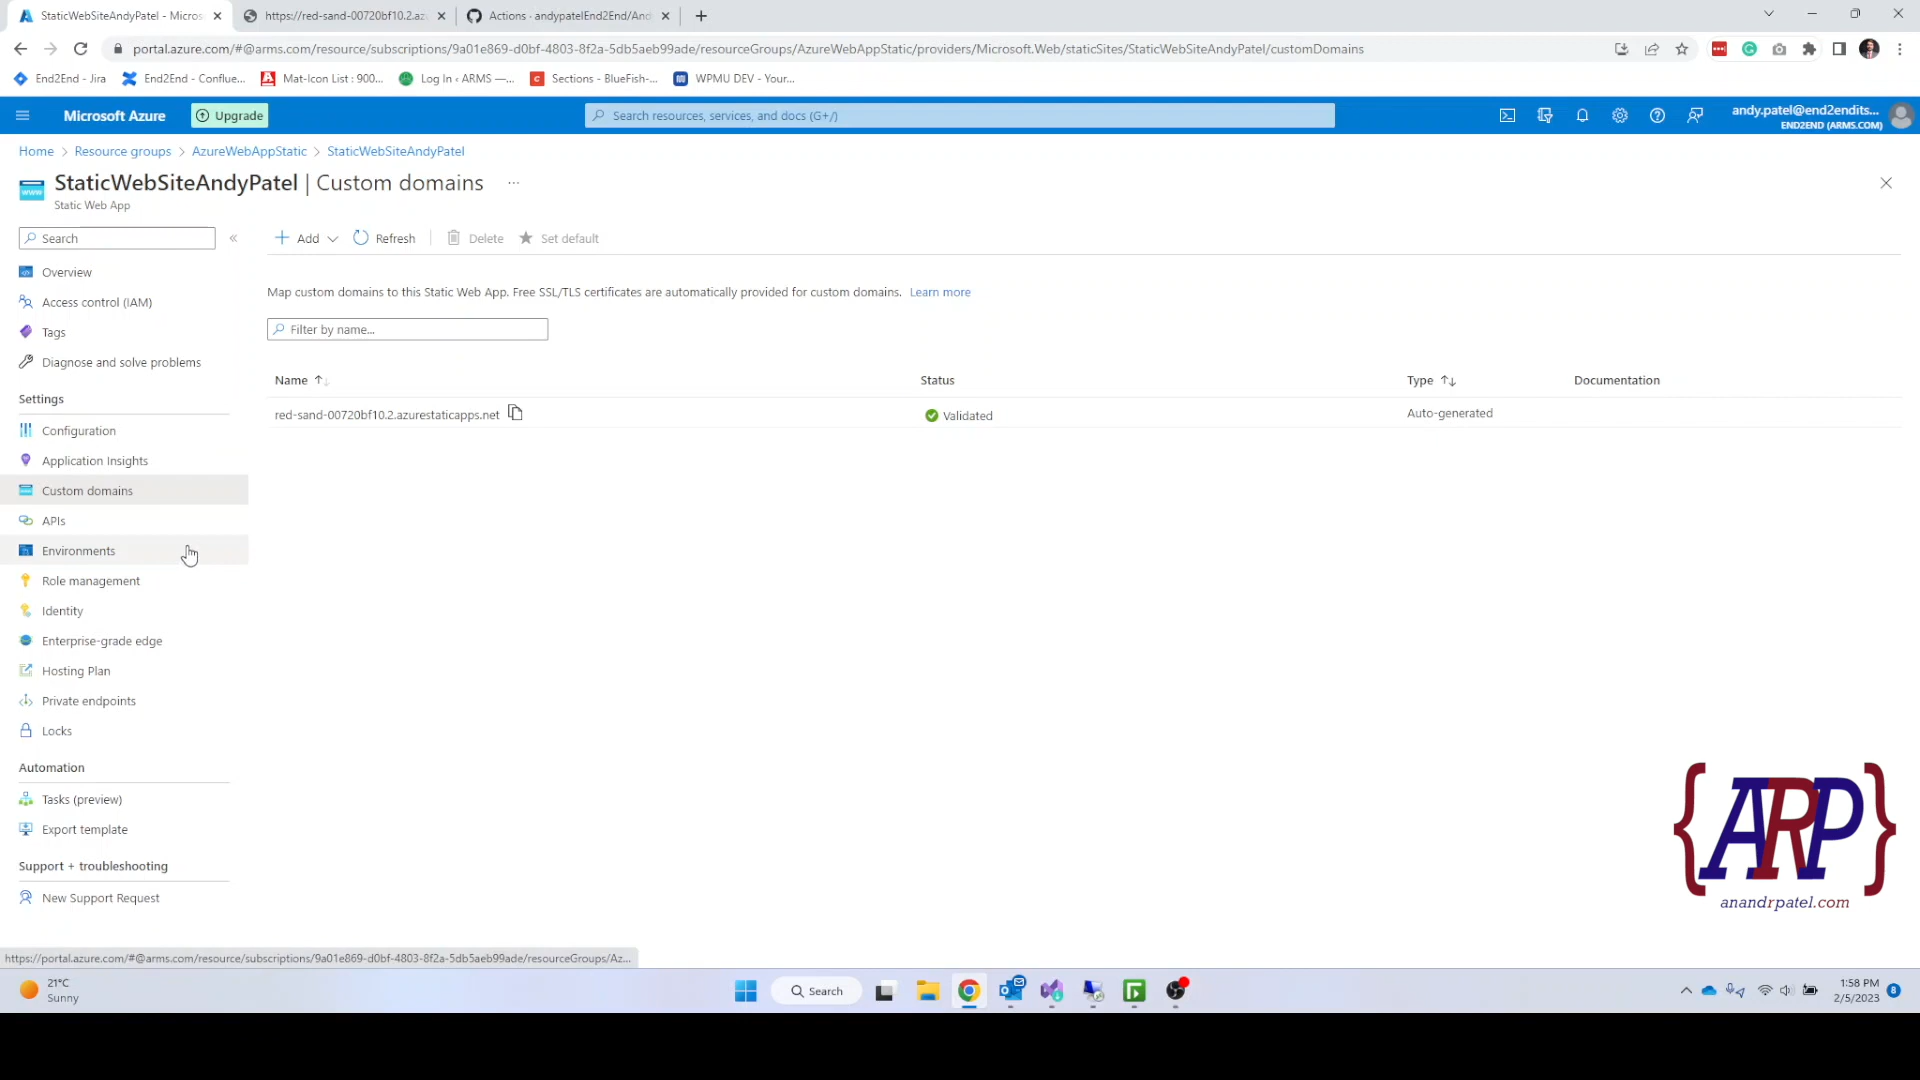 StaticWebSiteAndyPatel - Micros
https://red-sand-00720bf10.2.az
Actions · andypatelEnd2End/And
portal.azure.com/#@arms.com/resource/subscriptions/9a01e869-d0bf-4803-8f2a-5db5aeb99ade/resourceGroups/AzureWebAppStatic/providers/Microsoft.Web/staticSites/StaticWebSiteAndyPatel/customDomains
End2End - Jira
End2End - Conflue...
Mat-Icon List : 900...
Log In ‹ ARMS —...
Sections - BlueFish-...
WPMU DEV - Your...
Microsoft Azure
Upgrade
Search resources, services, and docs (G+/)
andy.patel@end2endits...
END2END (ARMS.COM)
Home > Resource groups > AzureWebAppStatic > StaticWebSiteAndyPatel
StaticWebSiteAndyPatel | Custom domains ...
Static Web App
Search
Add
Refresh
Delete
Set default
Overview
Access control (IAM)
Tags
Diagnose and solve problems
Settings
Configuration
Application Insights
Custom domains
APIs
Environments
Role management
Identity
Enterprise-grade edge
Hosting Plan
Private endpoints
Locks
Automation
Tasks (preview)
Export template
Support + troubleshooting
New Support Request
Map custom domains to this Static Web App. Free SSL/TLS certificates are automatically provided for custom domains. Learn more
Filter by name...
Name
Status
Type
Documentation
red-sand-00720bf10.2.azurestaticapps.net
Validated
Auto-generated
{ARP}
anandrpatel.com
https://portal.azure.com/#@arms.com/resource/subscriptions/9a01e869-d0bf-4803-8f2a-5db5aeb99ade/resourceGroups/Az...
21°C
Sunny
Search
1:58 PM
2/5/2023
8